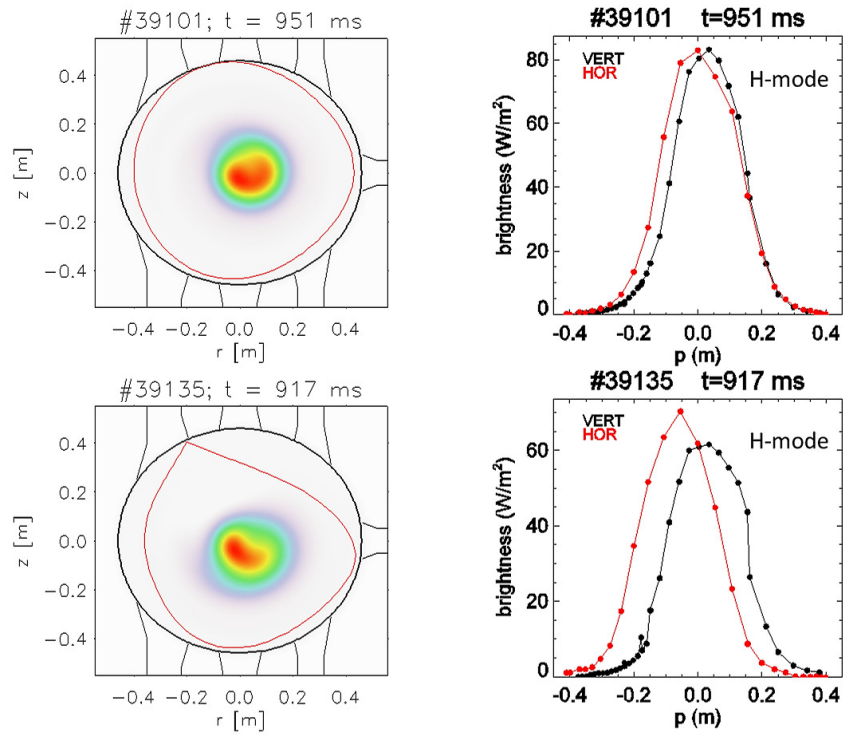 #39101; t = 951 ms
0.4
0.2
0.0
−0.2
−0.4
z [m]
−0.4 −0.2 0.0 0.2 0.4
r [m]
#39101 t=951 ms
VERT
HOR
H-mode
80
60
40
20
0
brightness (W/m²)
-0.4 -0.2 0.0 0.2 0.4
p (m)
#39135; t = 917 ms
0.4
0.2
0.0
−0.2
−0.4
z [m]
−0.4 −0.2 0.0 0.2 0.4
r [m]
#39135 t=917 ms
VERT
HOR
H-mode
60
40
20
0
brightness (W/m²)
-0.4 -0.2 0.0 0.2 0.4
p (m)